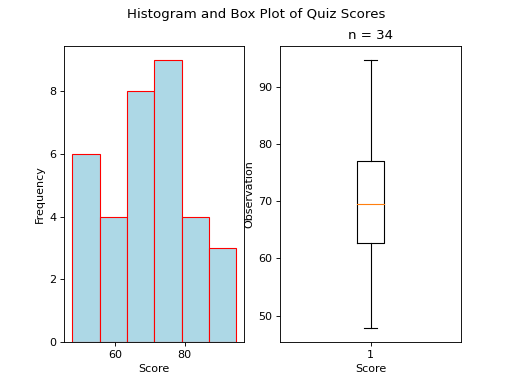 Histogram and Box Plot of Quiz Scores
n = 34
8
6
4
2
0
Frequency
60 80
Score
90
80
70
60
50
Observation
1
Score